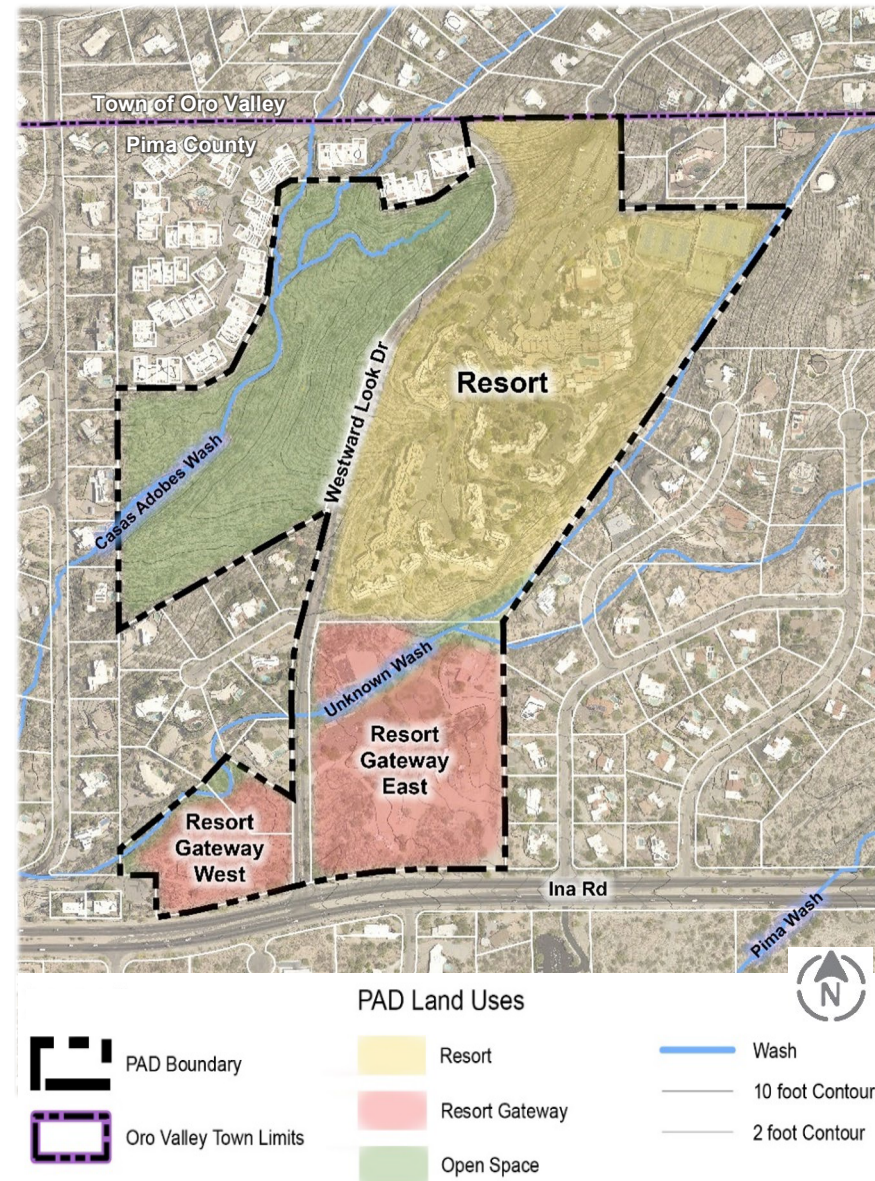 Town of Oro Valley
Pima County
Westward Look Dr
Resort
Casas Adobes Wash
Unknown Wash
Resort
Gateway
East
Resort
Gateway
West
Ina Rd
Pima Wash
N
PAD Land Uses
PAD Boundary
Oro Valley Town Limits
Resort
Resort Gateway
Open Space
Wash
10 foot Contour
2 foot Contour